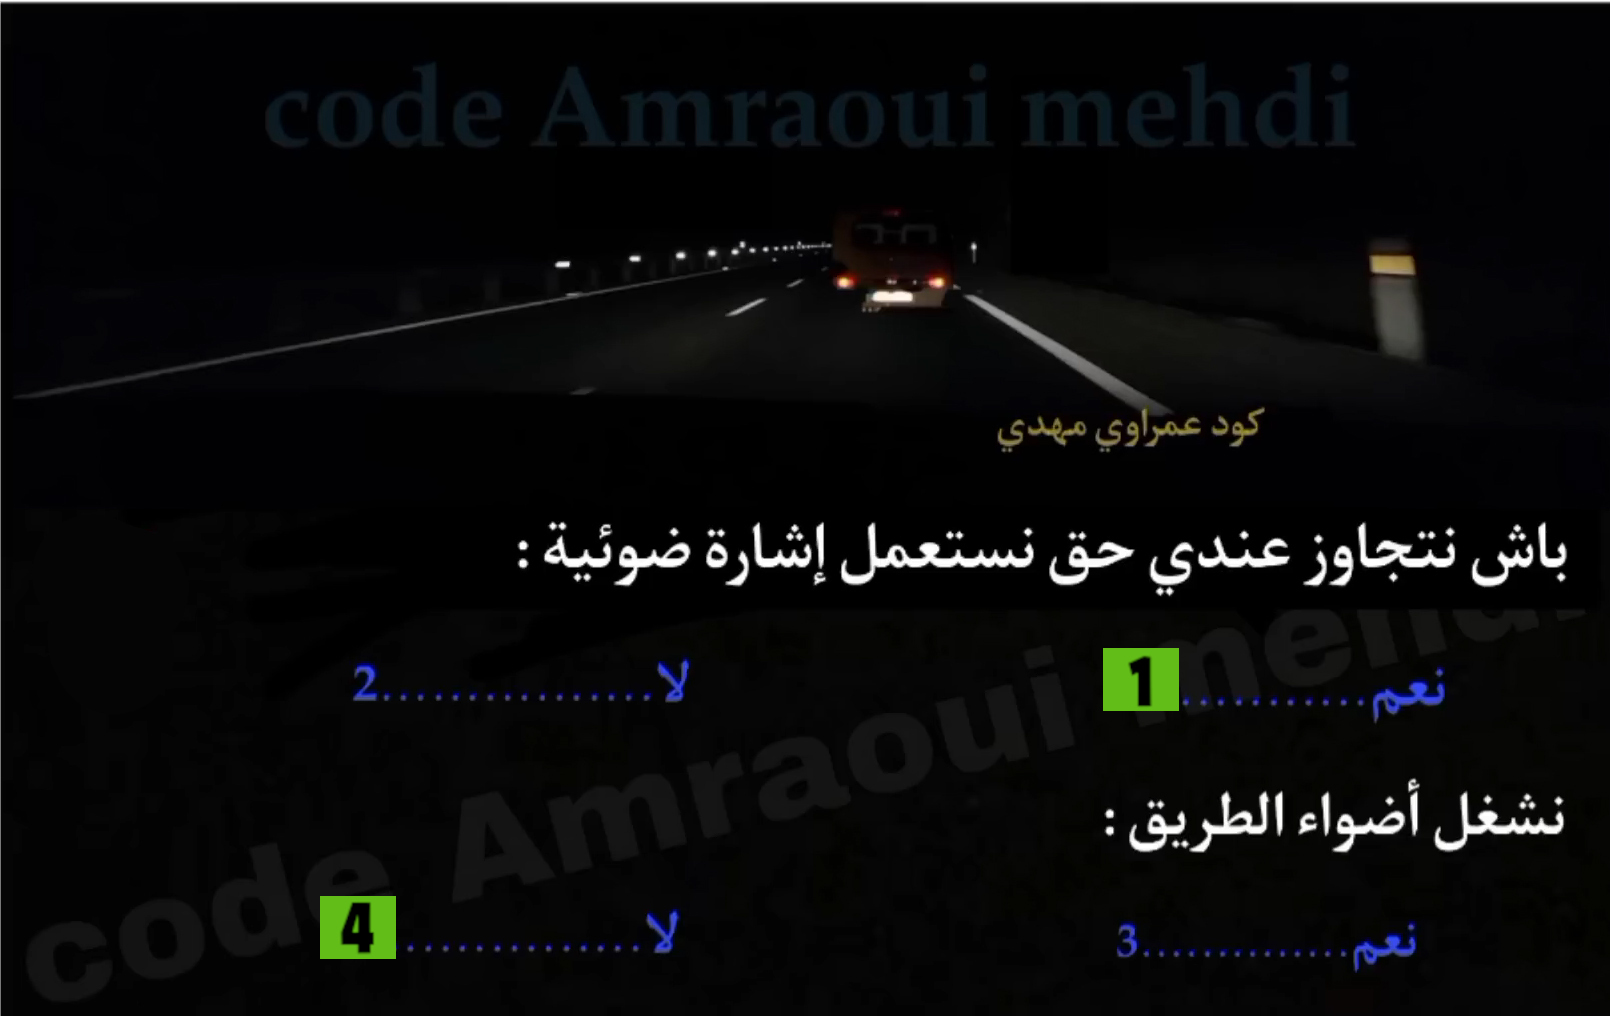 code Amraoui mehdi
كود عمراوي مهدي
باش نتجاوز عندي حق نستعمل إشارة ضوئية :
نعم............1 لا................2
نشغل أضواء الطريق :
نعم.............3 لا...............4
code Amraoui mehdi